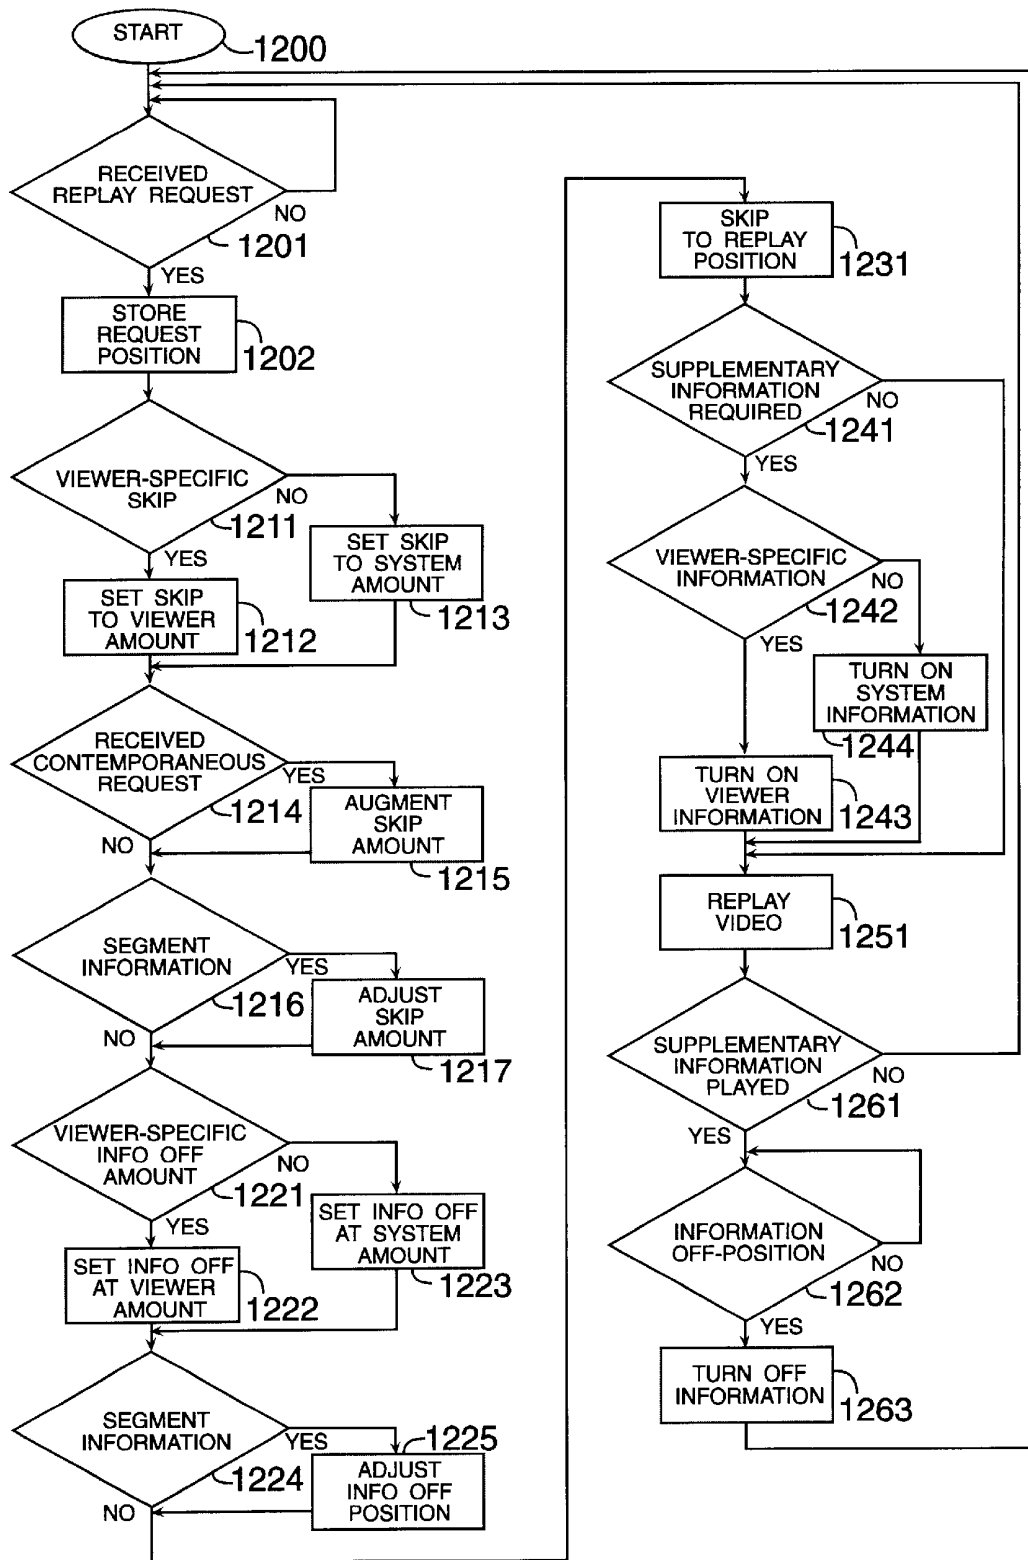 START
1200
RECEIVED
REPLAY REQUEST
NO
1201
YES
STORE
REQUEST
POSITION
1202
VIEWER-SPECIFIC
SKIP
NO
1211
YES
SET SKIP
TO SYSTEM
AMOUNT
1213
SET SKIP
TO VIEWER
AMOUNT
1212
RECEIVED
CONTEMPORANEOUS
REQUEST
YES
1214
NO
AUGMENT
SKIP
AMOUNT
1215
SEGMENT
INFORMATION
YES
1216
NO
ADJUST
SKIP
AMOUNT
1217
VIEWER-SPECIFIC
INFO OFF
AMOUNT
NO
1221
YES
SET INFO OFF
AT SYSTEM
AMOUNT
1223
SET INFO OFF
AT VIEWER
AMOUNT
1222
SEGMENT
INFORMATION
YES
1224
NO
1225
ADJUST
INFO OFF
POSITION
SKIP
TO REPLAY
POSITION
1231
SUPPLEMENTARY
INFORMATION
REQUIRED
NO
1241
YES
VIEWER-SPECIFIC
INFORMATION
NO
1242
YES
TURN ON
SYSTEM
INFORMATION
1244
TURN ON
VIEWER
INFORMATION
1243
REPLAY
VIDEO
1251
SUPPLEMENTARY
INFORMATION
PLAYED
NO
1261
YES
INFORMATION
OFF-POSITION
NO
1262
YES
TURN OFF
INFORMATION
1263